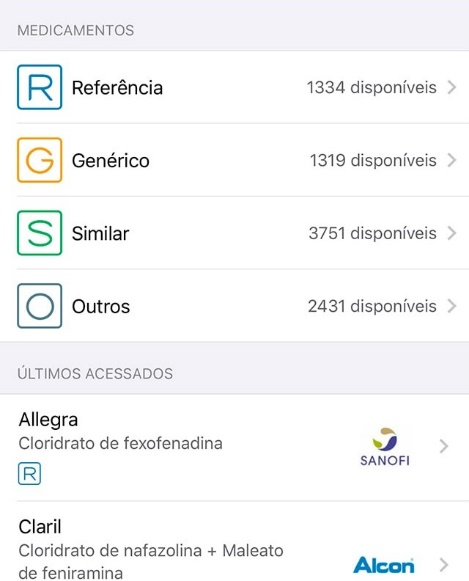 MEDICAMENTOS
R Referência 1334 disponíveis
G Genérico 1319 disponíveis
S Similar 3751 disponíveis
O Outros 2431 disponíveis
ÚLTIMOS ACESSADOS
Allegra
Cloridrato de fexofenadina
SANOFI
R
Claril
Cloridrato de nafazolina + Maleato
de feniramina
Alcon